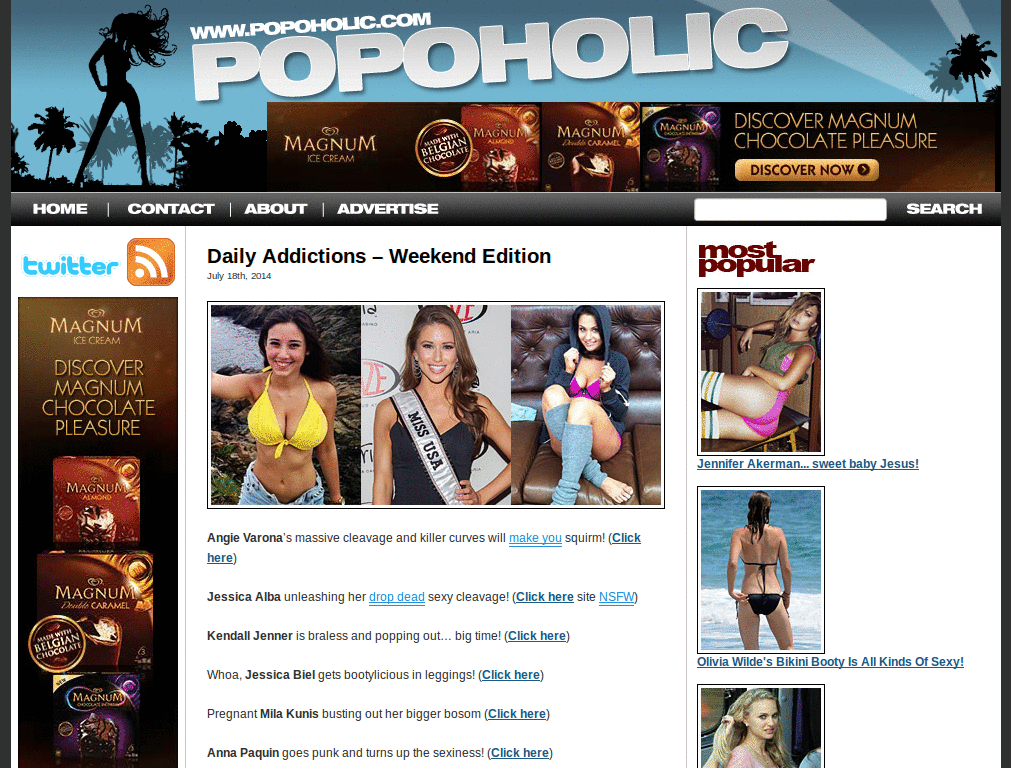 WWW.POPOHOLIC.COM
POPOHOLIC
MAGNUM
ICE CREAM
MADE WITH
BELGIAN
CHOCOLATE
MAGNUM
ALMOND
MAGNUM
Double CARAMEL
MAGNUM
DISCOVER MAGNUM
CHOCOLATE PLEASURE
DISCOVER NOW
HOME | CONTACT | ABOUT | ADVERTISE
SEARCH
twitter
MAGNUM
ICE CREAM
DISCOVER
MAGNUM
CHOCOLATE
PLEASURE
MAGNUM
ALMOND
MAGNUM
Double CARAMEL
MADE WITH
BELGIAN
CHOCOLATE
MAGNUM
Daily Addictions – Weekend Edition
July 18th, 2014
MISS USA
Angie Varona's massive cleavage and killer curves will make you squirm! (Click
here)
Jessica Alba unleashing her drop dead sexy cleavage! (Click here site NSFW)
Kendall Jenner is braless and popping out… big time! (Click here)
Whoa, Jessica Biel gets bootylicious in leggings! (Click here)
Pregnant Mila Kunis busting out her bigger bosom (Click here)
Anna Paquin goes punk and turns up the sexiness! (Click here)
most
popular
Jennifer Akerman... sweet baby Jesus!
Olivia Wilde's Bikini Booty Is All Kinds Of Sexy!